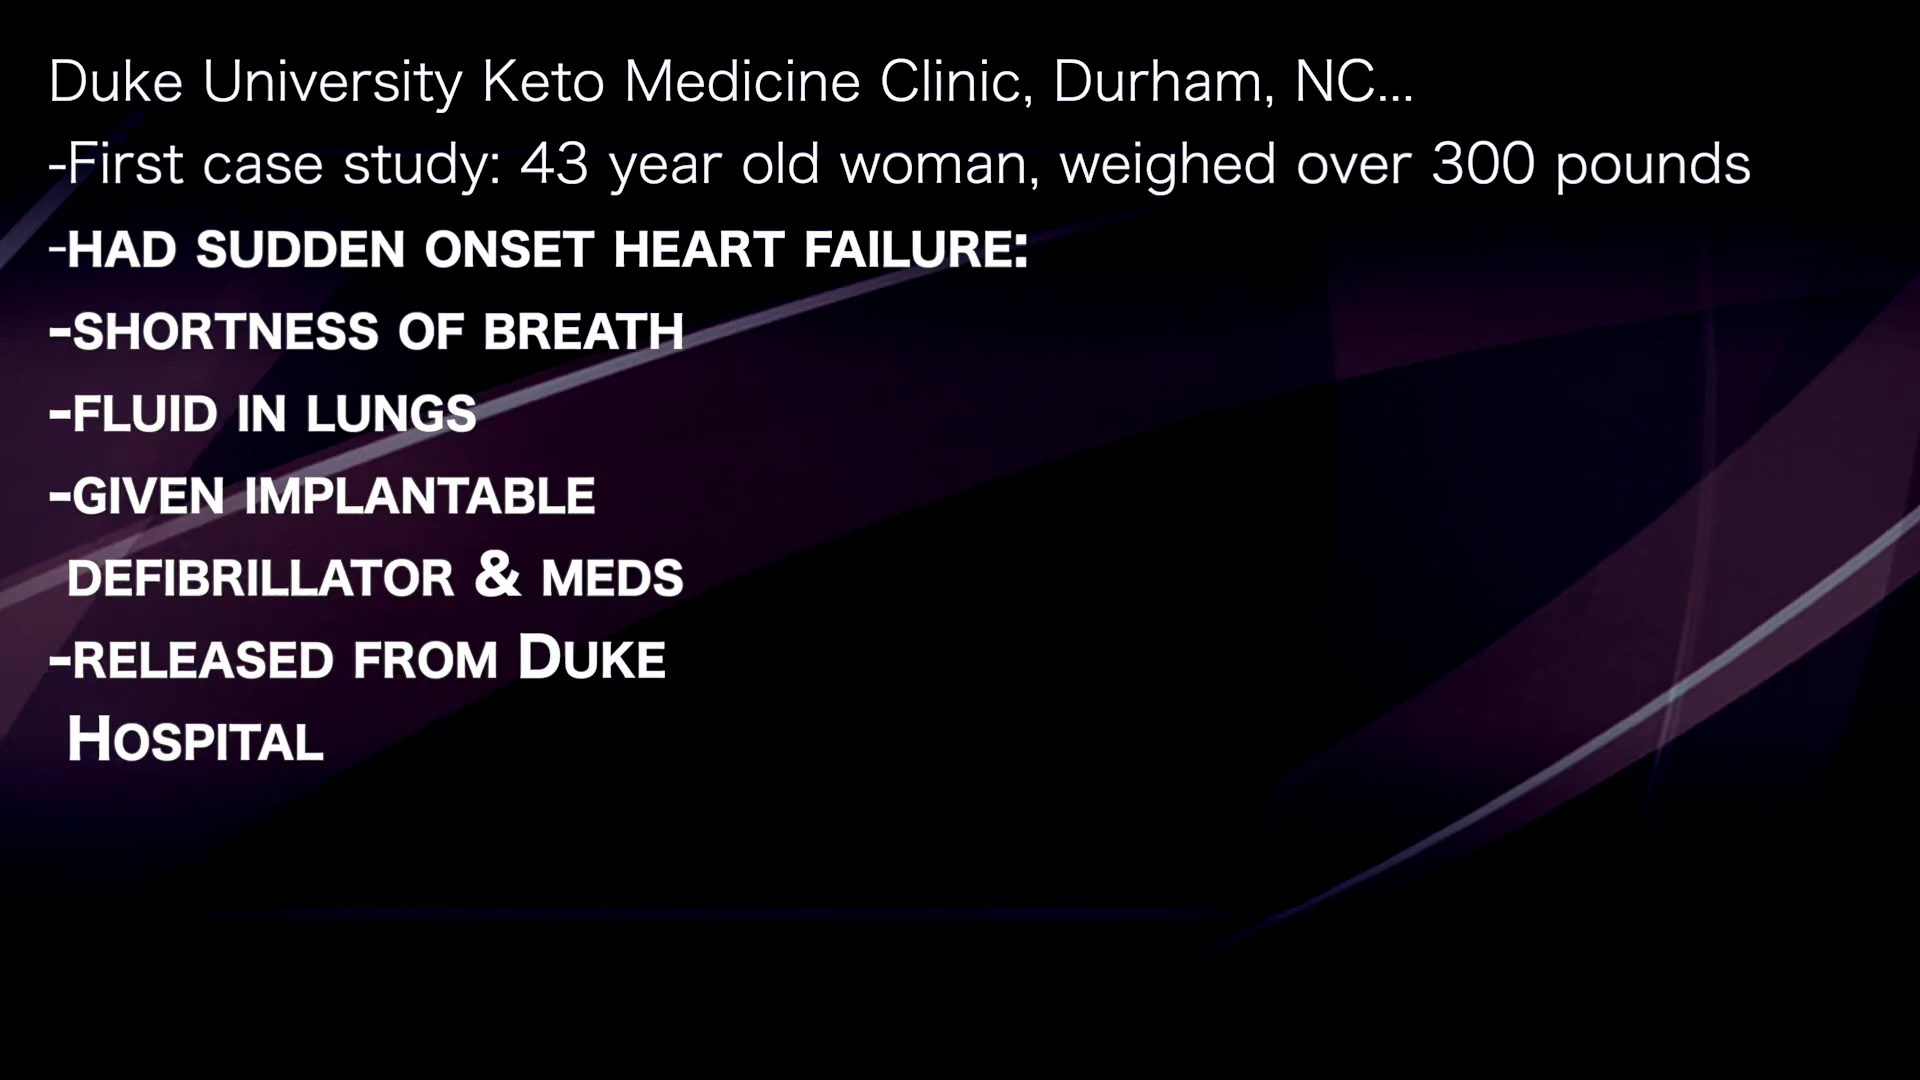 Duke University Keto Medicine Clinic, Durham, NC...
-First case study: 43 year old woman, weighed over 300 pounds
-HAD SUDDEN ONSET HEART FAILURE:
-SHORTNESS OF BREATH
-FLUID IN LUNGS
-GIVEN IMPLANTABLE
DEFIBRILLATOR & MEDS
-RELEASED FROM DUKE
HOSPITAL